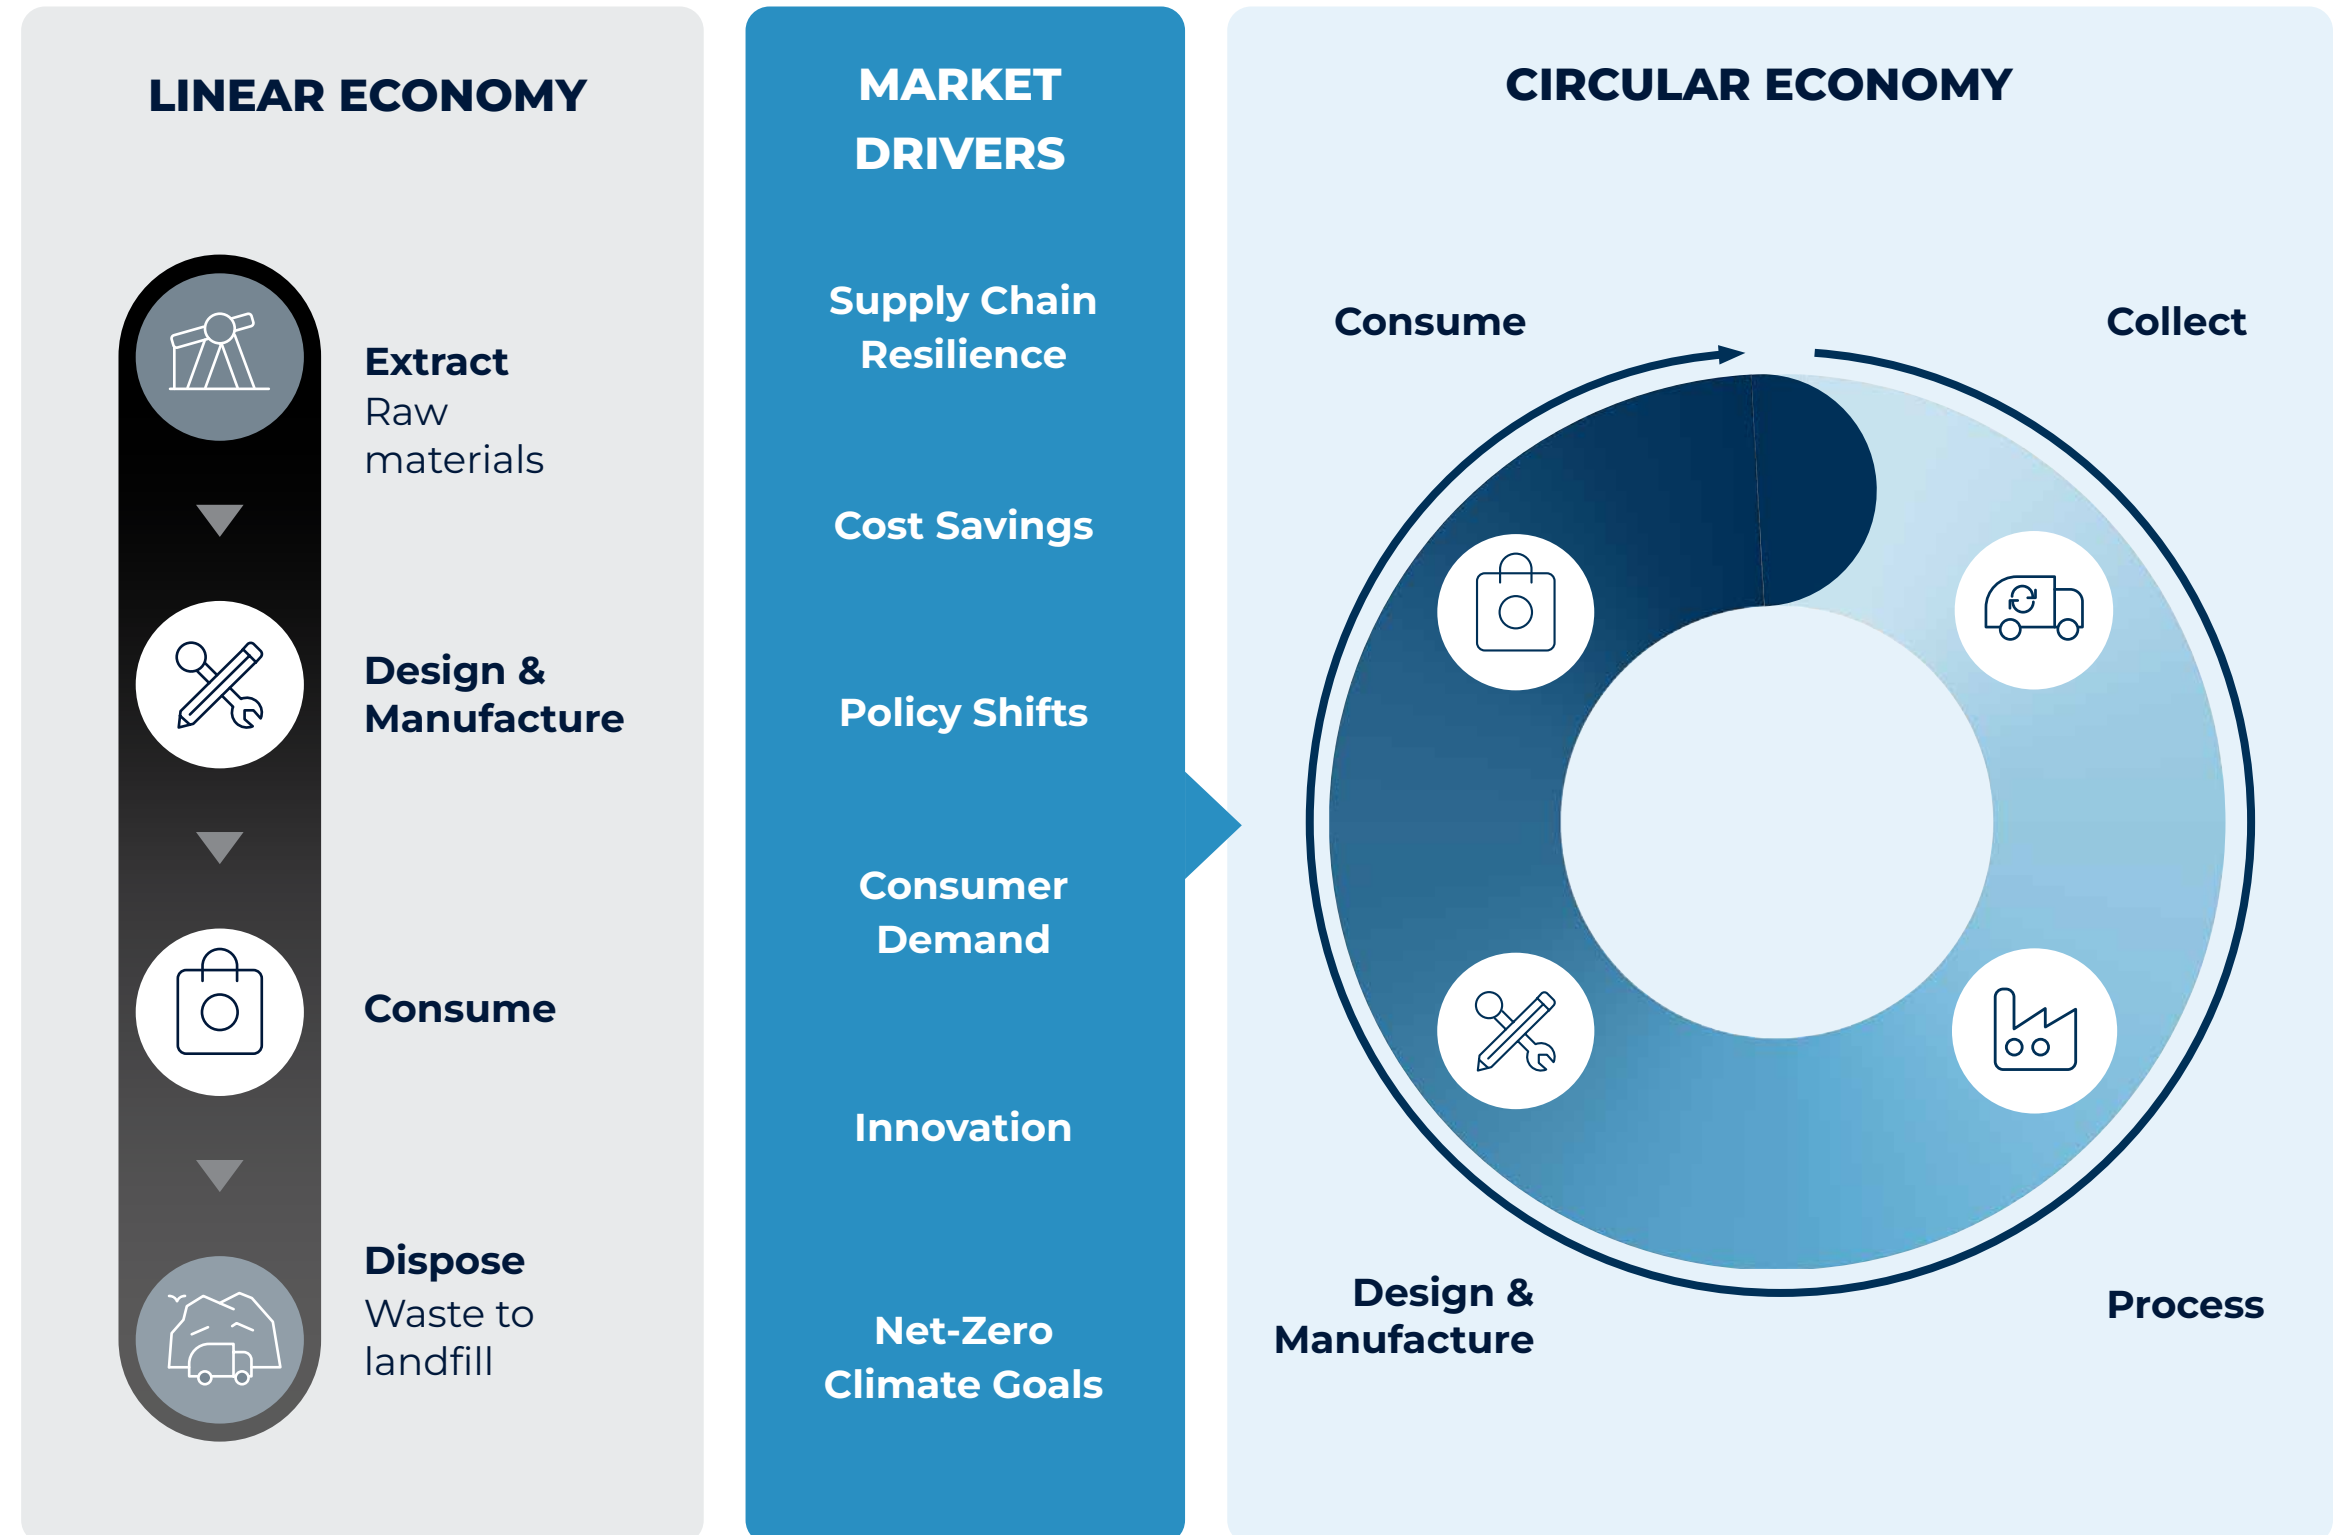 LINEAR ECONOMY
Extract
Raw
materials
Design &
Manufacture
Consume
Dispose
Waste to
landfill
MARKET
DRIVERS
Supply Chain
Resilience
Cost Savings
Policy Shifts
Consumer
Demand
Innovation
Net-Zero
Climate Goals
CIRCULAR ECONOMY
Consume
Collect
Design &
Manufacture
Process